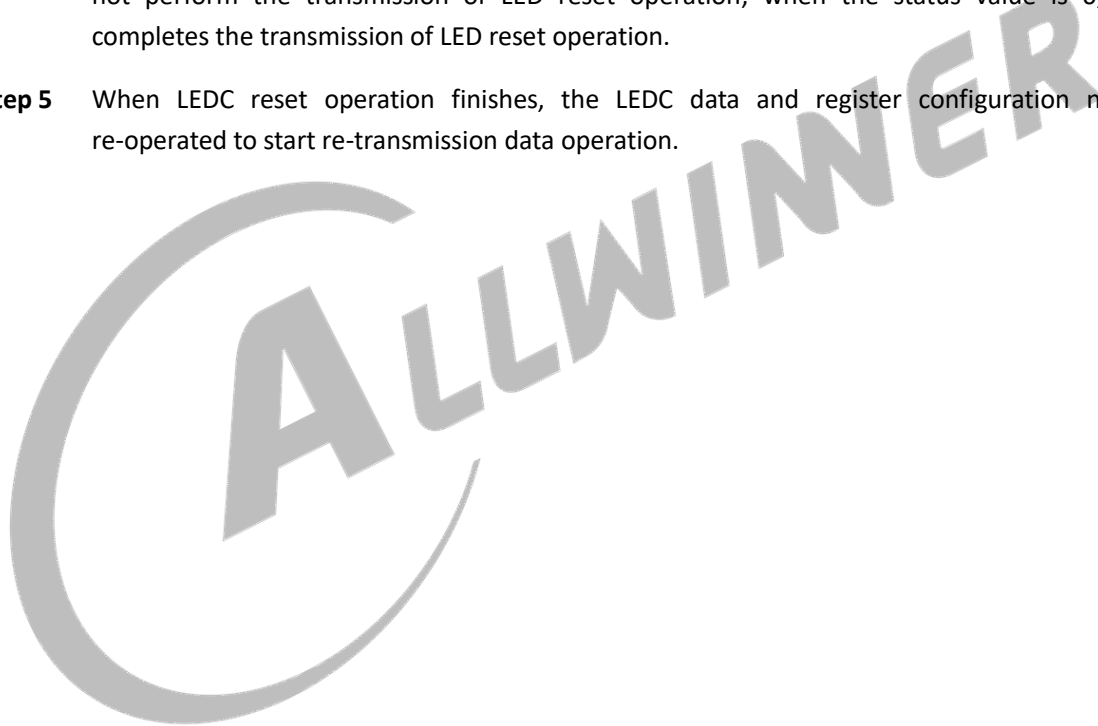 not perform the transmission of LED reset operation; when the status value is
completes the transmission of LED reset operation.
tep 5 When LEDC reset operation finishes, the LEDC data and register configuration
re-operated to start re-transmission data operation.
ALLWINNER